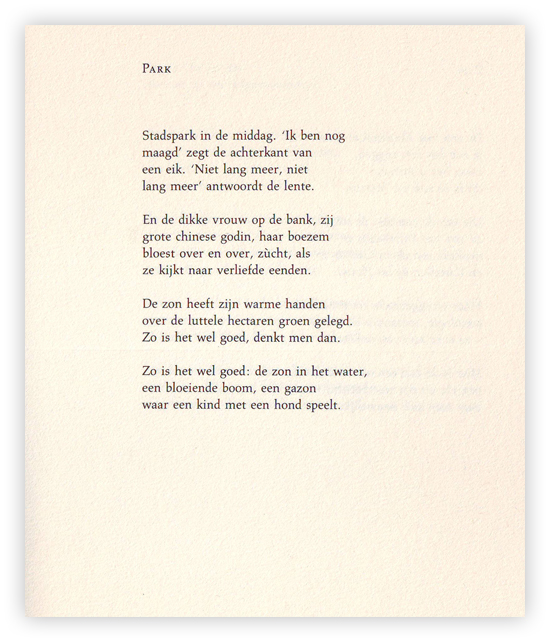 Park
Stadspark in de middag. ‘Ik ben nog
maagd’ zegt de achterkant van
een eik. ‘Niet lang meer, niet
lang meer’ antwoordt de lente.
En de dikke vrouw op de bank, zij
grote chinese godin, haar boezem
bloest over en over, zùcht, als
ze kijkt naar verliefde eenden.
De zon heeft zijn warme handen
over de luttele hectaren groen gelegd.
Zo is het wel goed, denkt men dan.
Zo is het wel goed: de zon in het water,
een bloeiende boom, een gazon
waar een kind met een hond speelt.